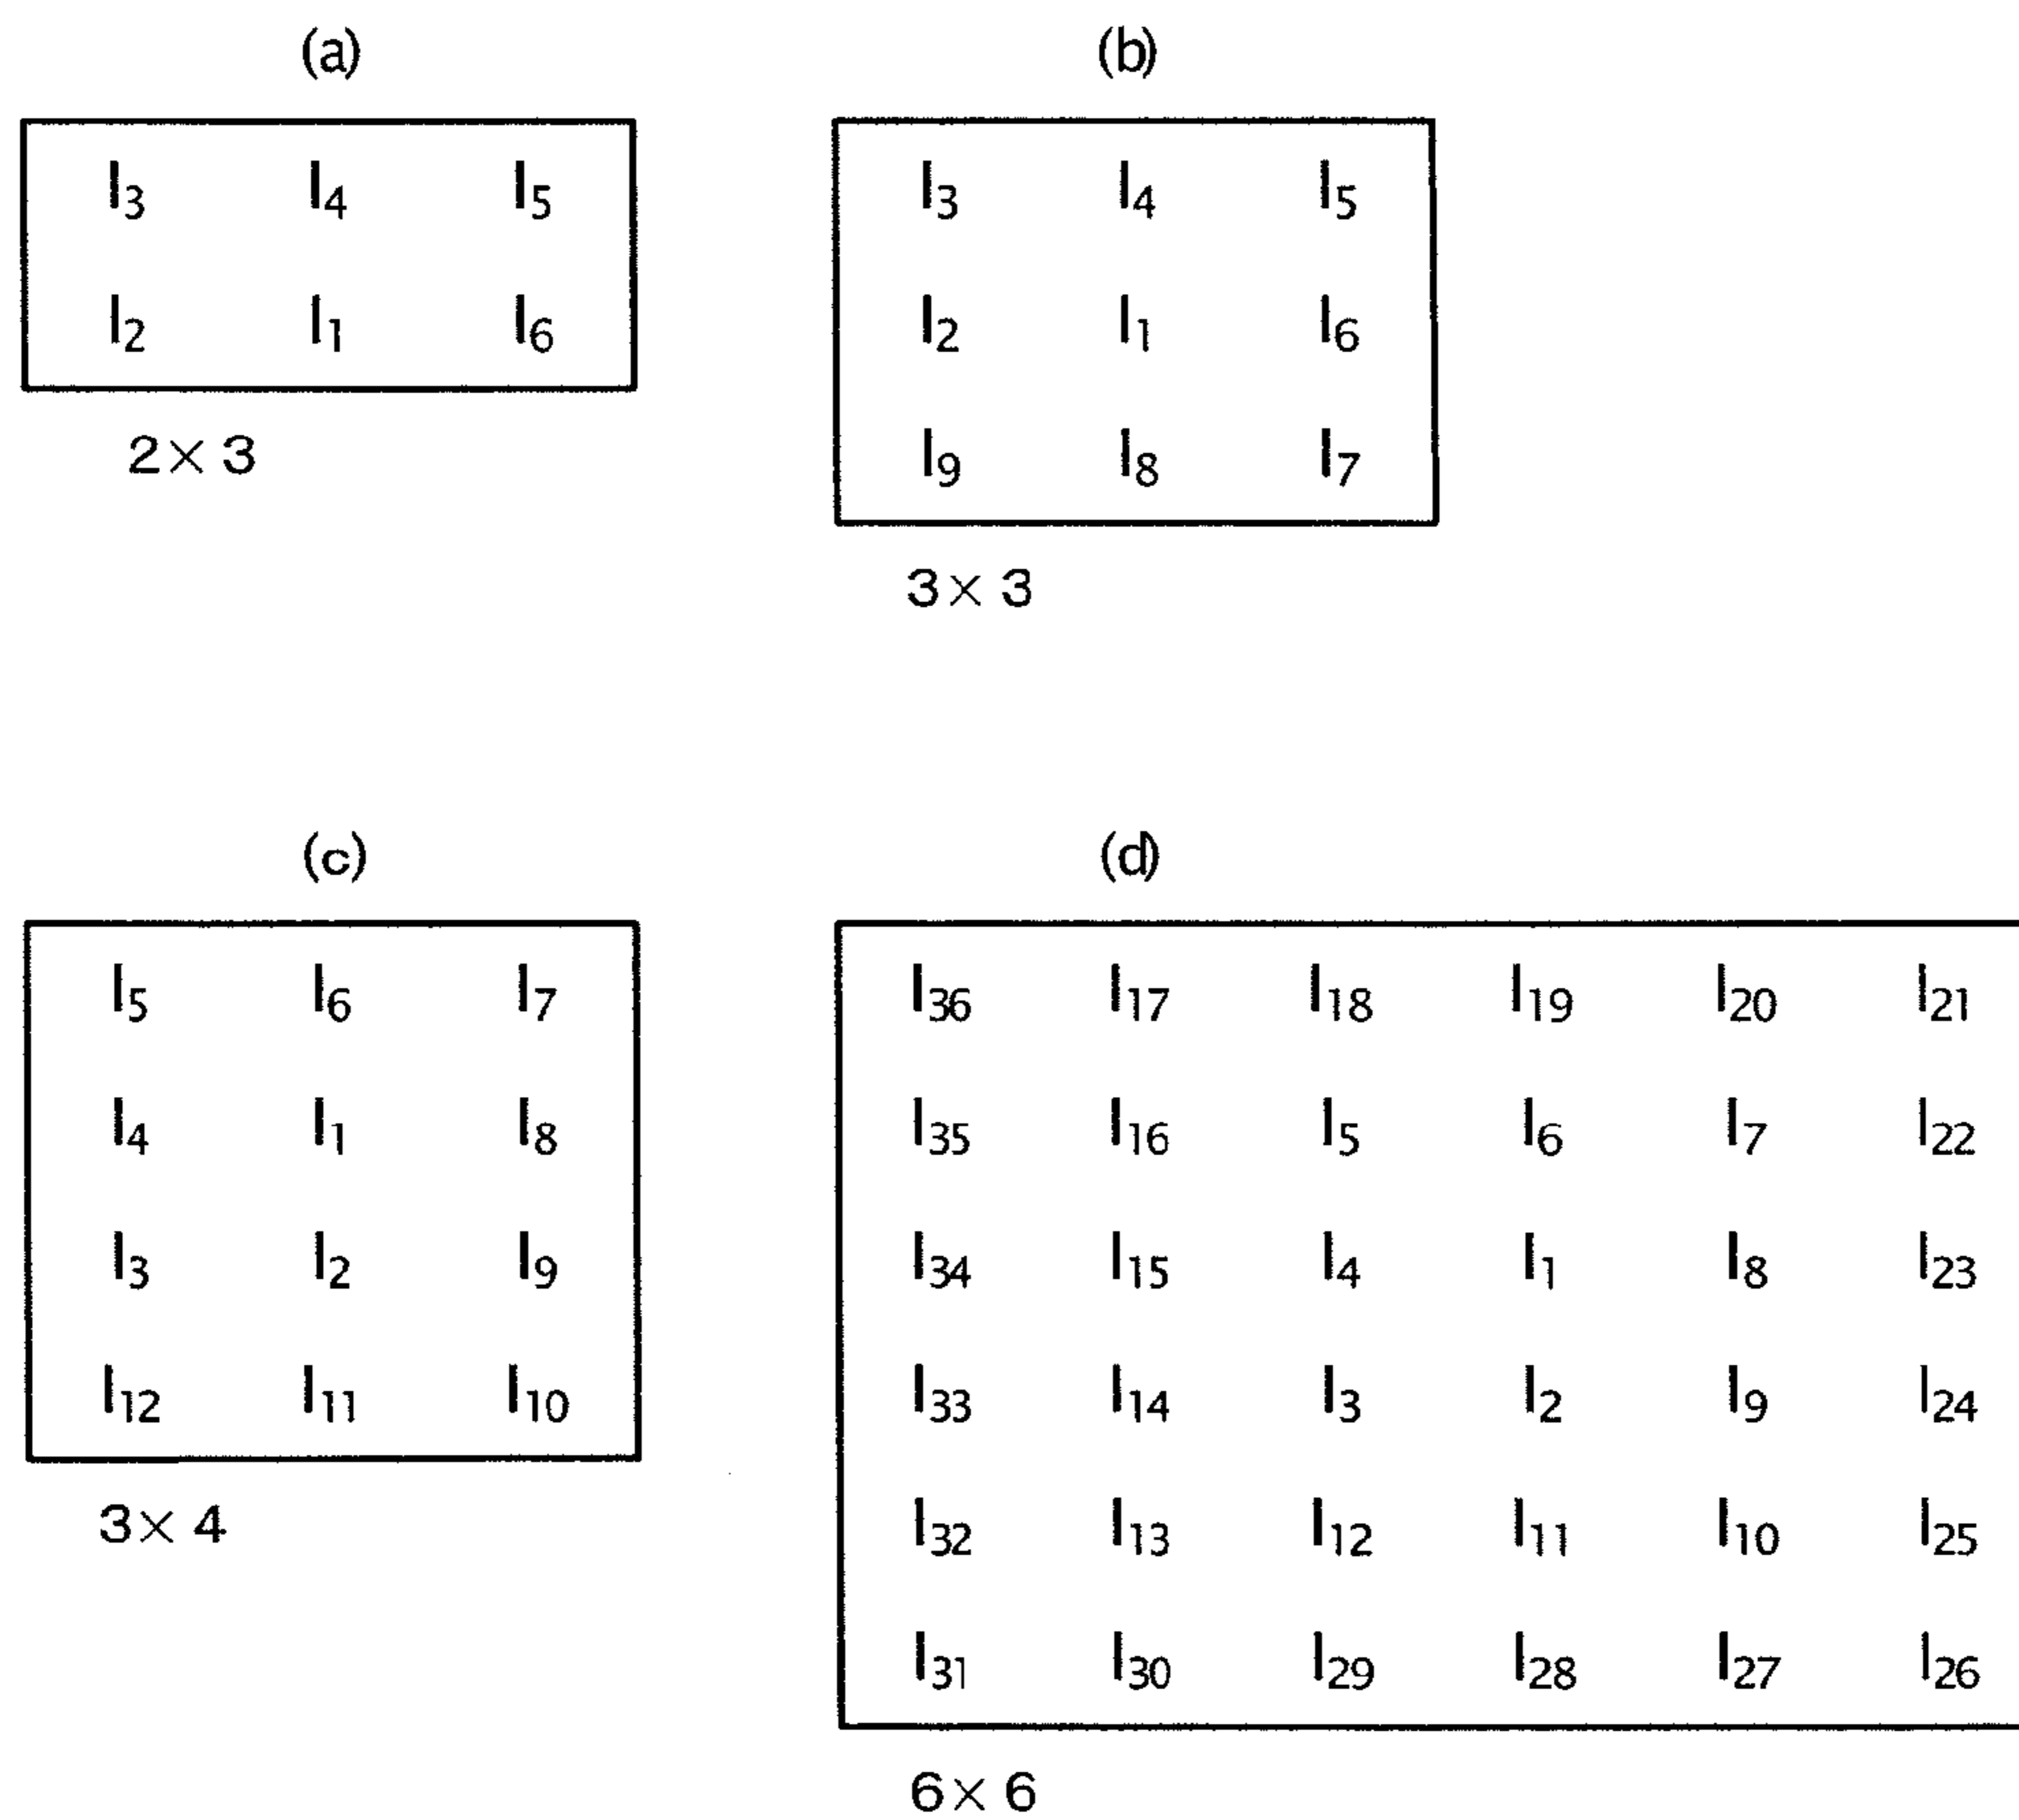 (a)
I3 I4 I5
I2 I1 I6
2×3
(b)
I3 I4 I5
I2 I1 I6
I9 I8 I7
3×3
(c)
I5 I6 I7
I4 I1 I8
I3 I2 I9
I12 I11 I10
3×4
(d)
I36 I17 I18 I19 I20 I21
I35 I16 I5 I6 I7 I22
I34 I15 I4 I1 I8 I23
I33 I14 I3 I2 I9 I24
I32 I13 I12 I11 I10 I25
I31 I30 I29 I28 I27 I26
6×6